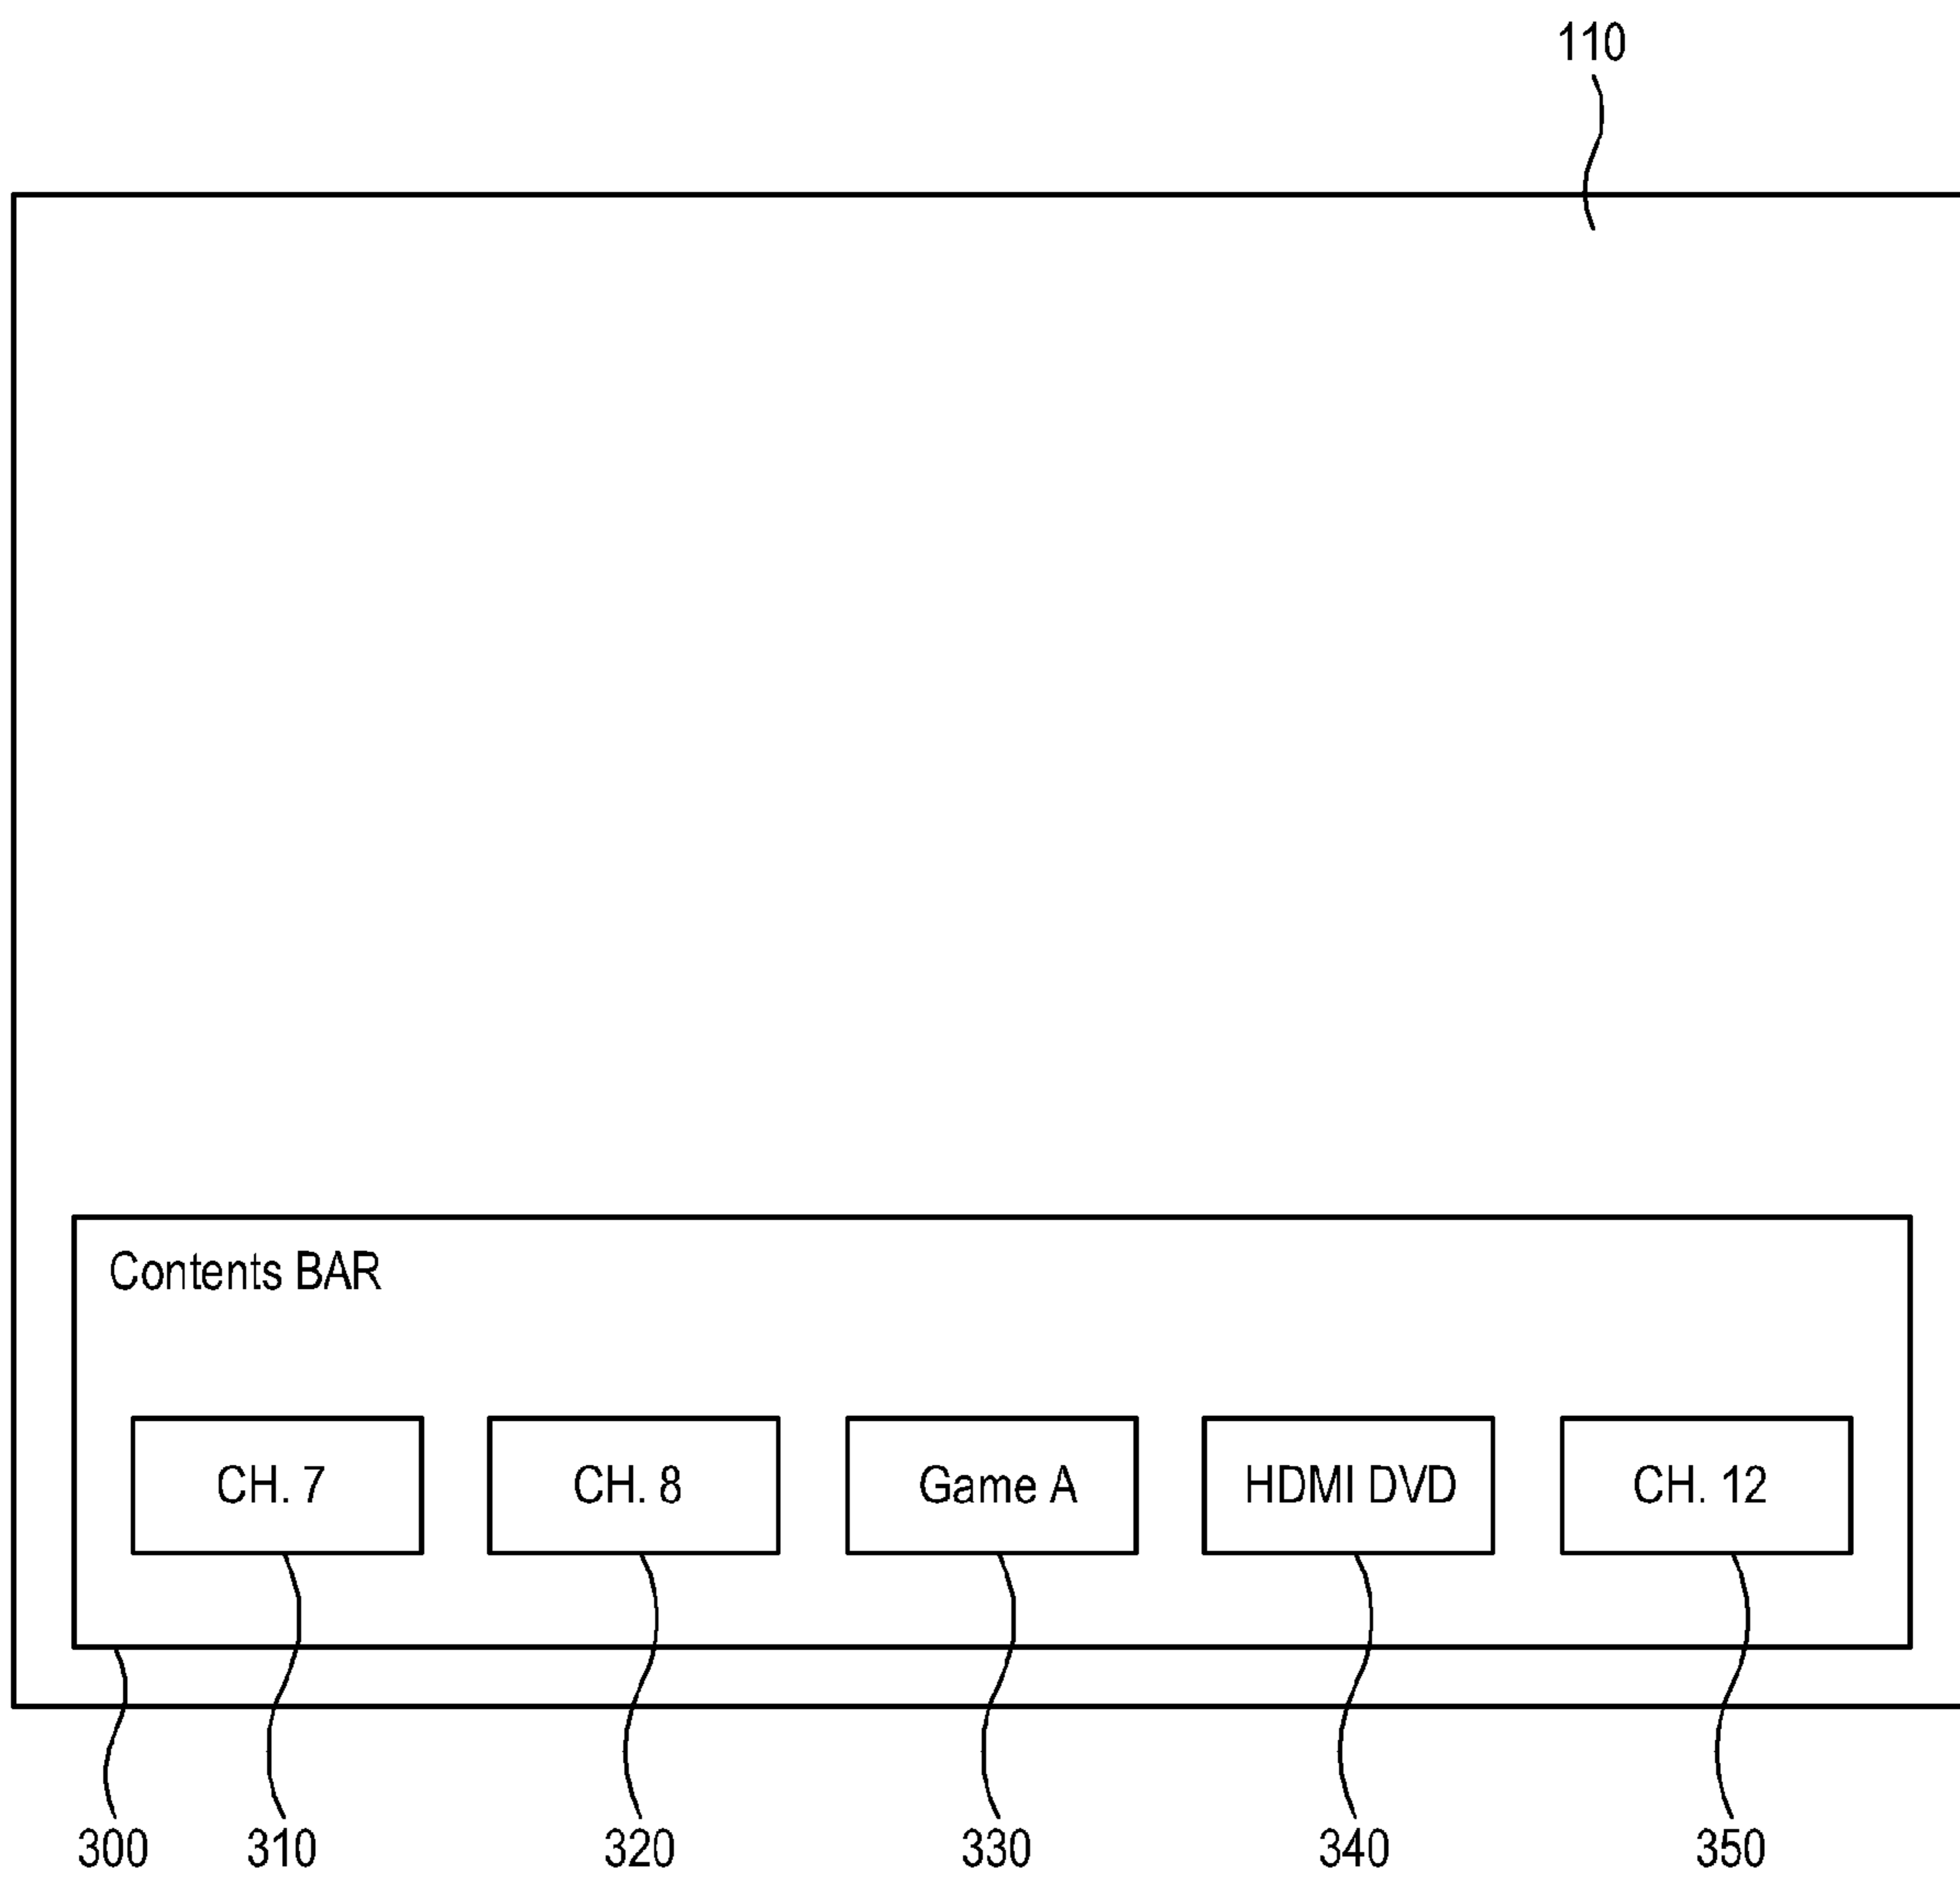 110
Contents BAR
CH. 7
CH. 8
Game A
HDMI DVD
CH. 12
300
310
320
330
340
350